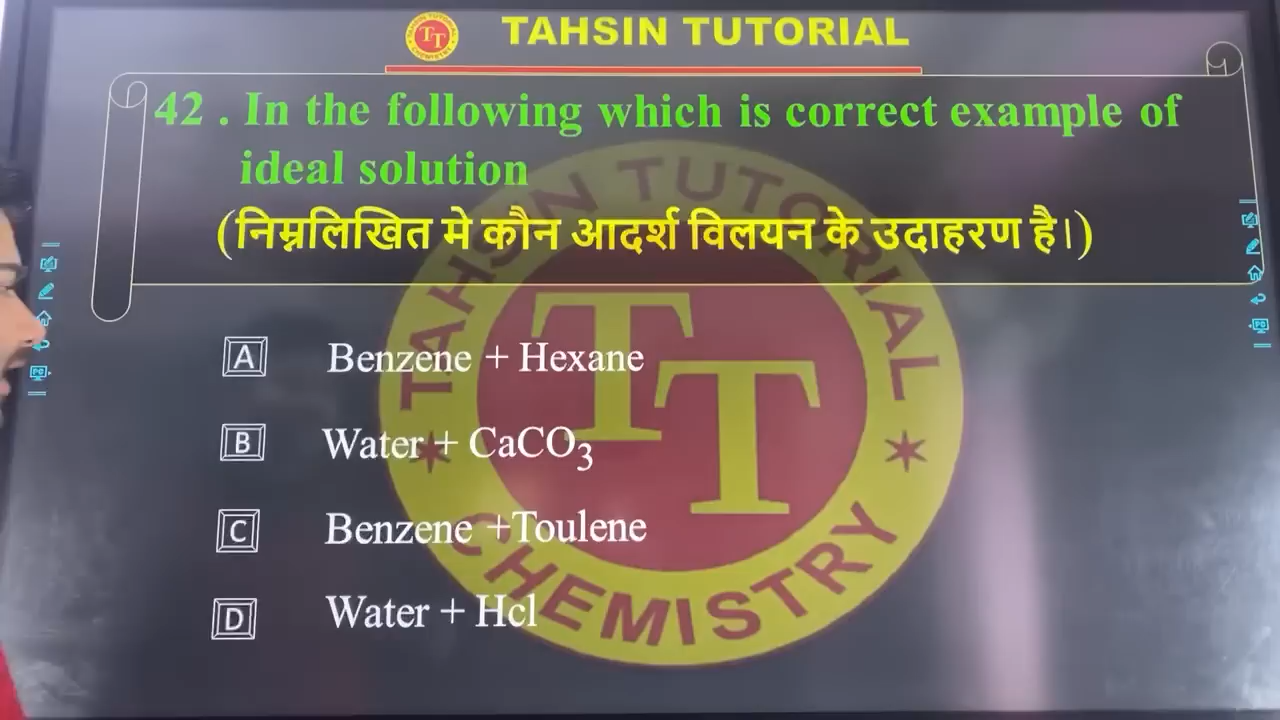 TAHSIN TUTORIAL
42 . In the following which is correct example of
ideal solution
(निम्नलिखित मे कौन आदर्श विलयन के उदाहरण है।)
A Benzene + Hexane
B Water + CaCO₃
C Benzene +Toulene
D Water + Hcl
TAHSIN TUTORIAL
TT
CHEMISTRY